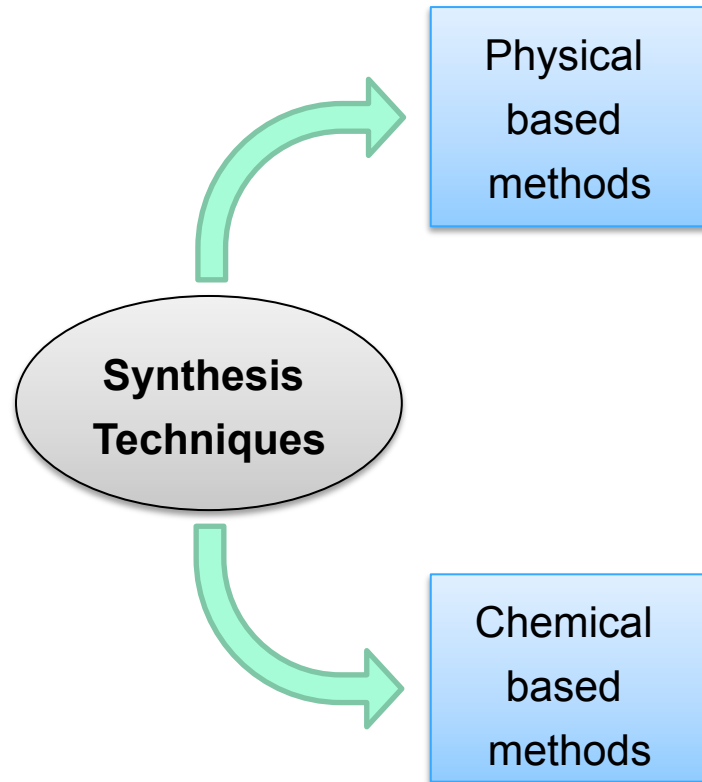 Physical
based
methods
Synthesis
Techniques
Chemical
based
methods